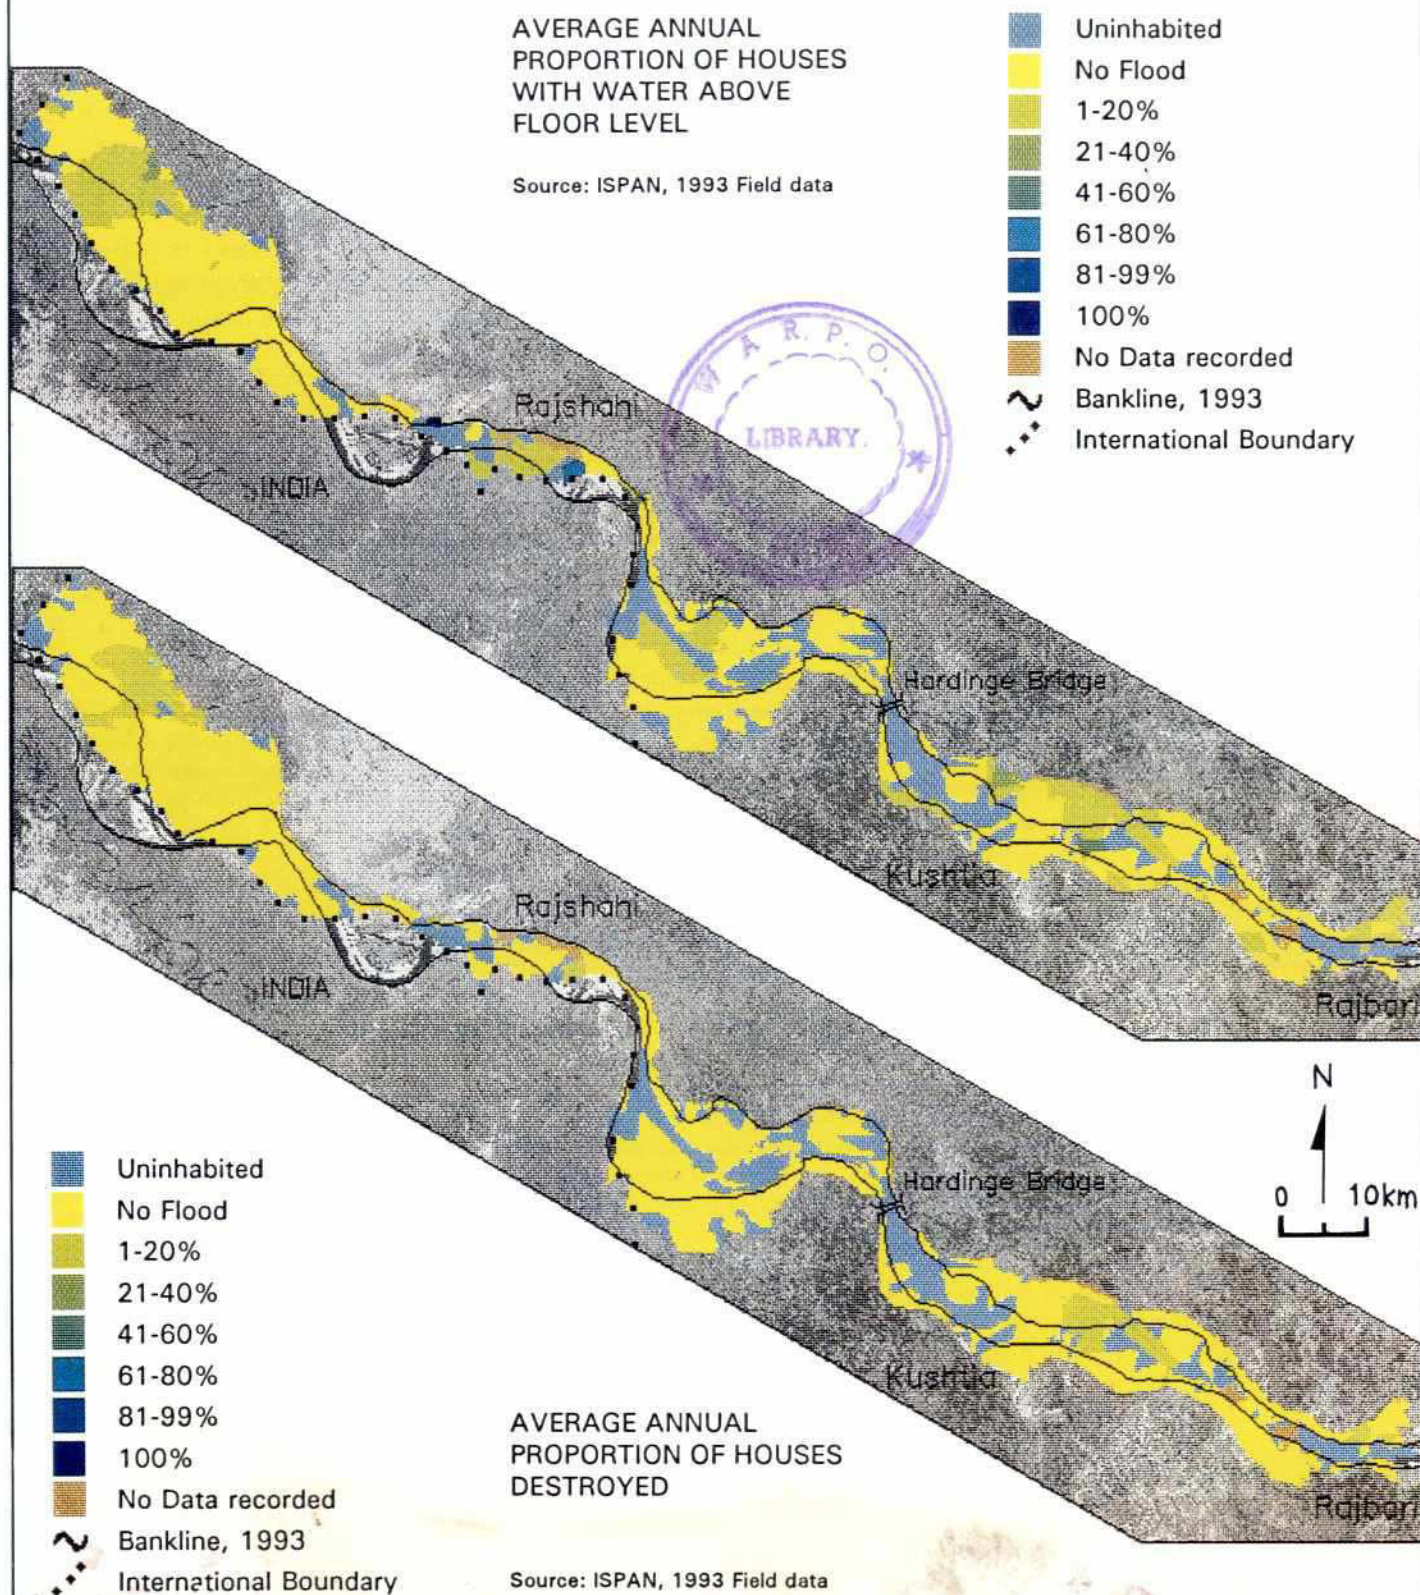 AVERAGE ANNUAL
PROPORTION OF HOUSES
WITH WATER ABOVE
FLOOR LEVEL
Source: ISPAN, 1993 Field data
Uninhabited
No Flood
1-20%
21-40%
41-60%
61-80%
81-99%
100%
No Data recorded
Bankline, 1993
International Boundary
W.A.R.P.O.
LIBRARY.
Rajshahi
INDIA
Hardinge Bridge
Kushtia
Rajbari
Rajshahi
INDIA
Hardinge Bridge
Kushtia
Rajbari
N
0 10km
Uninhabited
No Flood
1-20%
21-40%
41-60%
61-80%
81-99%
100%
No Data recorded
Bankline, 1993
International Boundary
AVERAGE ANNUAL
PROPORTION OF HOUSES
DESTROYED
Source: ISPAN, 1993 Field data